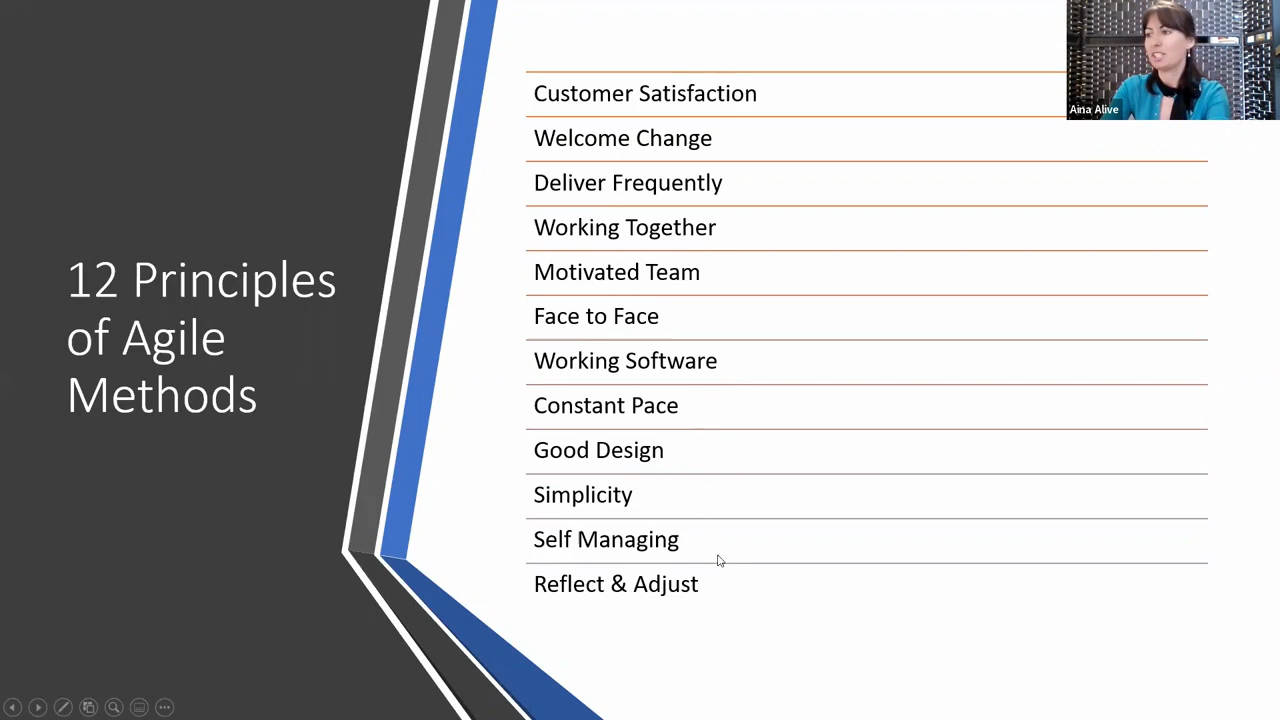 12 Principles
of Agile
Methods
Customer Satisfaction
Welcome Change
Deliver Frequently
Working Together
Motivated Team
Face to Face
Working Software
Constant Pace
Good Design
Simplicity
Self Managing
Reflect & Adjust
Aina Alive